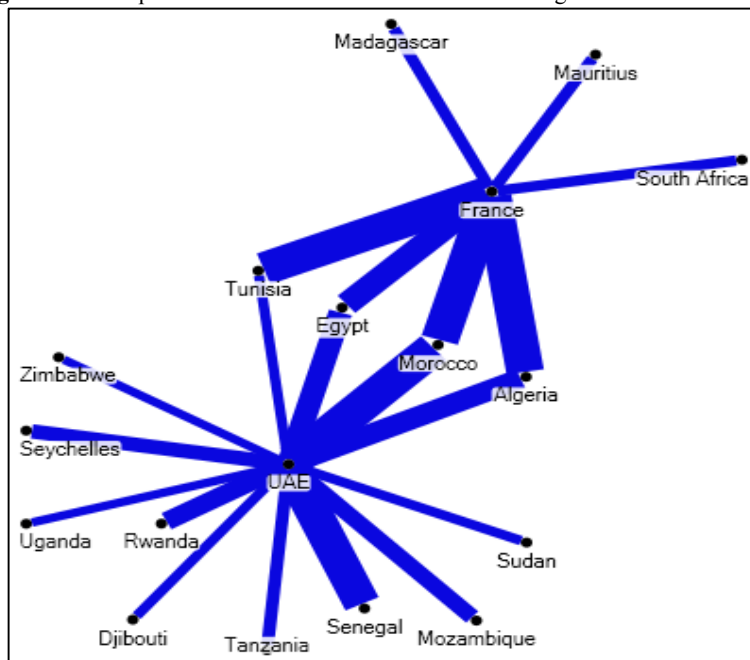 Madagascar
Mauritius
South Africa
France
Tunisia
Egypt
Morocco
Zimbabwe
Algeria
Seychelles
UAE
Uganda
Rwanda
Sudan
Djibouti
Tanzania
Senegal
Mozambique